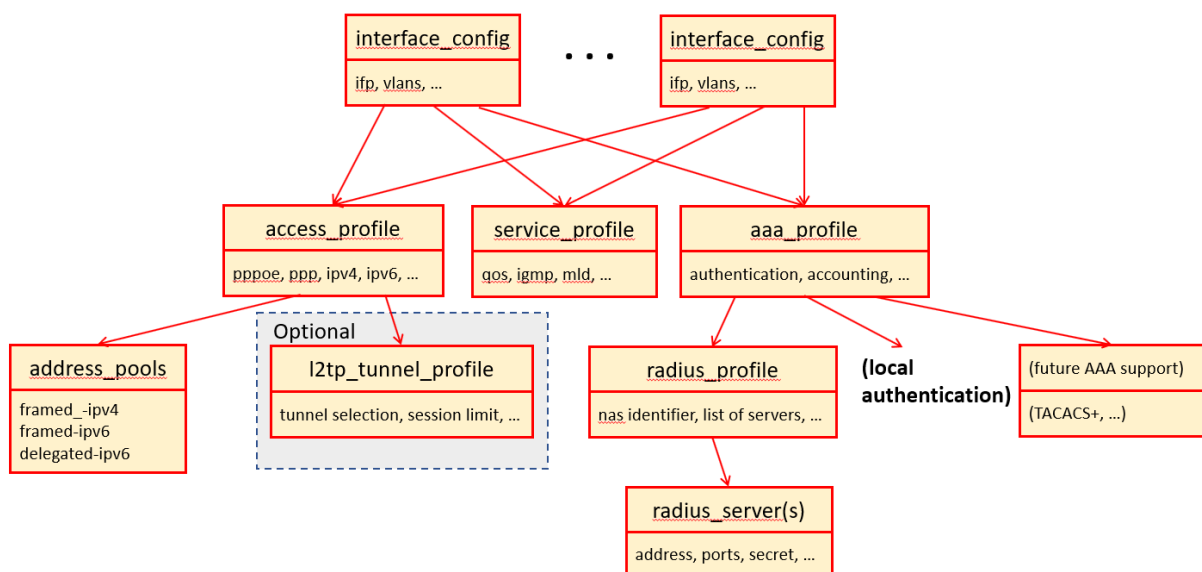 interface_config
ifp, vlans, ...
. . .
interface_config
ifp, vlans, ...
access_profile
pppoe, ppp, ipv4, ipv6, ...
service_profile
qos, igmp, mld, ...
aaa_profile
authentication, accounting, ...
address_pools
framed_-ipv4
framed-ipv6
delegated-ipv6
Optional
l2tp_tunnel_profile
tunnel selection, session limit, ...
radius_profile
nas identifier, list of servers, ...
(local
authentication)
(future AAA support)
(TACACS+, ...)
radius_server(s)
address, ports, secret, ...